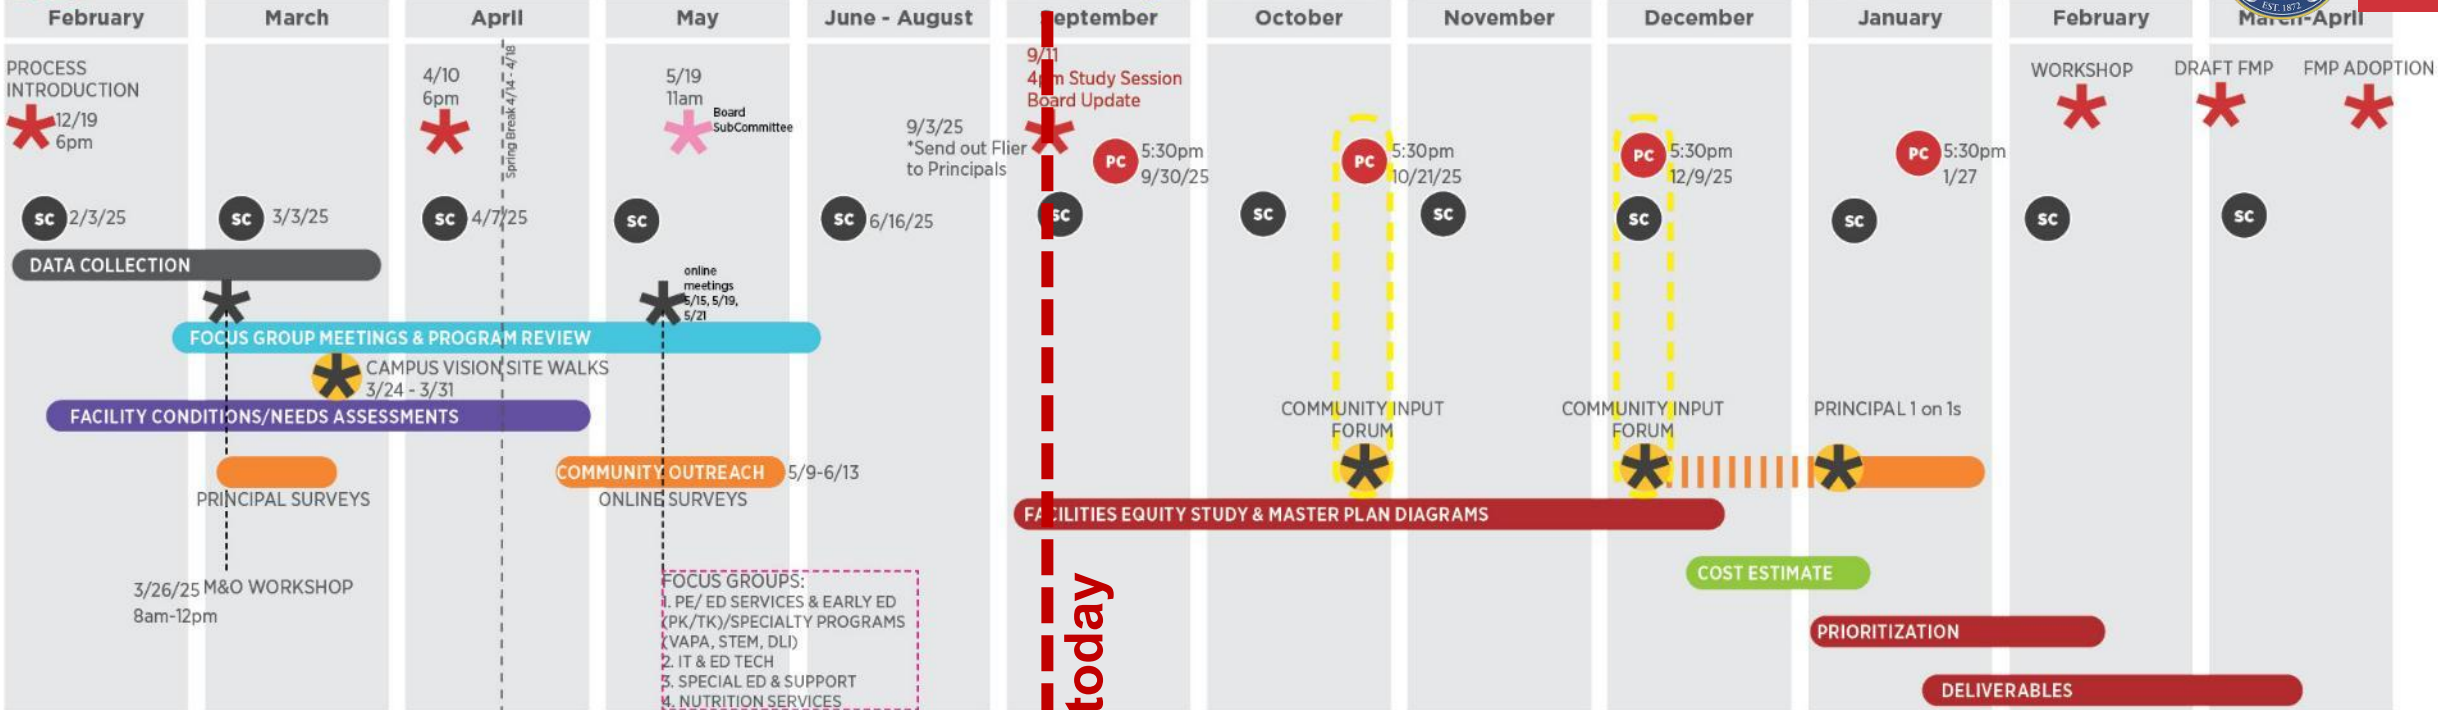 February March April May June - August September October November December January February March-April
EST. 1872
PROCESS
INTRODUCTION
12/19
6pm
4/10
6pm
Spring Break 4/14 - 4/18
5/19
11am
Board
SubCommittee
9/3/25
*Send out Flier
to Principals
9/11
4pm Study Session
Board Update
PC 5:30pm
9/30/25
PC 5:30pm
10/21/25
PC 5:30pm
12/9/25
PC 5:30pm
1/27
WORKSHOP
DRAFT FMP
FMP ADOPTION
SC 2/3/25
SC 3/3/25
SC 4/7/25
SC
SC 6/16/25
SC
SC
SC
SC
SC
SC
SC
DATA COLLECTION
online
meetings
5/15, 5/19,
5/21
FOCUS GROUP MEETINGS & PROGRAM REVIEW
CAMPUS VISION SITE WALKS
3/24 - 3/31
FACILITY CONDITIONS/NEEDS ASSESSMENTS
COMMUNITY INPUT
FORUM
COMMUNITY INPUT
FORUM
PRINCIPAL 1 on 1s
PRINCIPAL SURVEYS
COMMUNITY OUTREACH 5/9-6/13
ONLINE SURVEYS
FACILITIES EQUITY STUDY & MASTER PLAN DIAGRAMS
3/26/25 M&O WORKSHOP
8am-12pm
FOCUS GROUPS:
1. PE/ ED SERVICES & EARLY ED
(PK/TK)/SPECIALTY PROGRAMS
(VAPA, STEM, DLI)
2. IT & ED TECH
3. SPECIAL ED & SUPPORT
4. NUTRITION SERVICES
today
COST ESTIMATE
PRIORITIZATION
DELIVERABLES